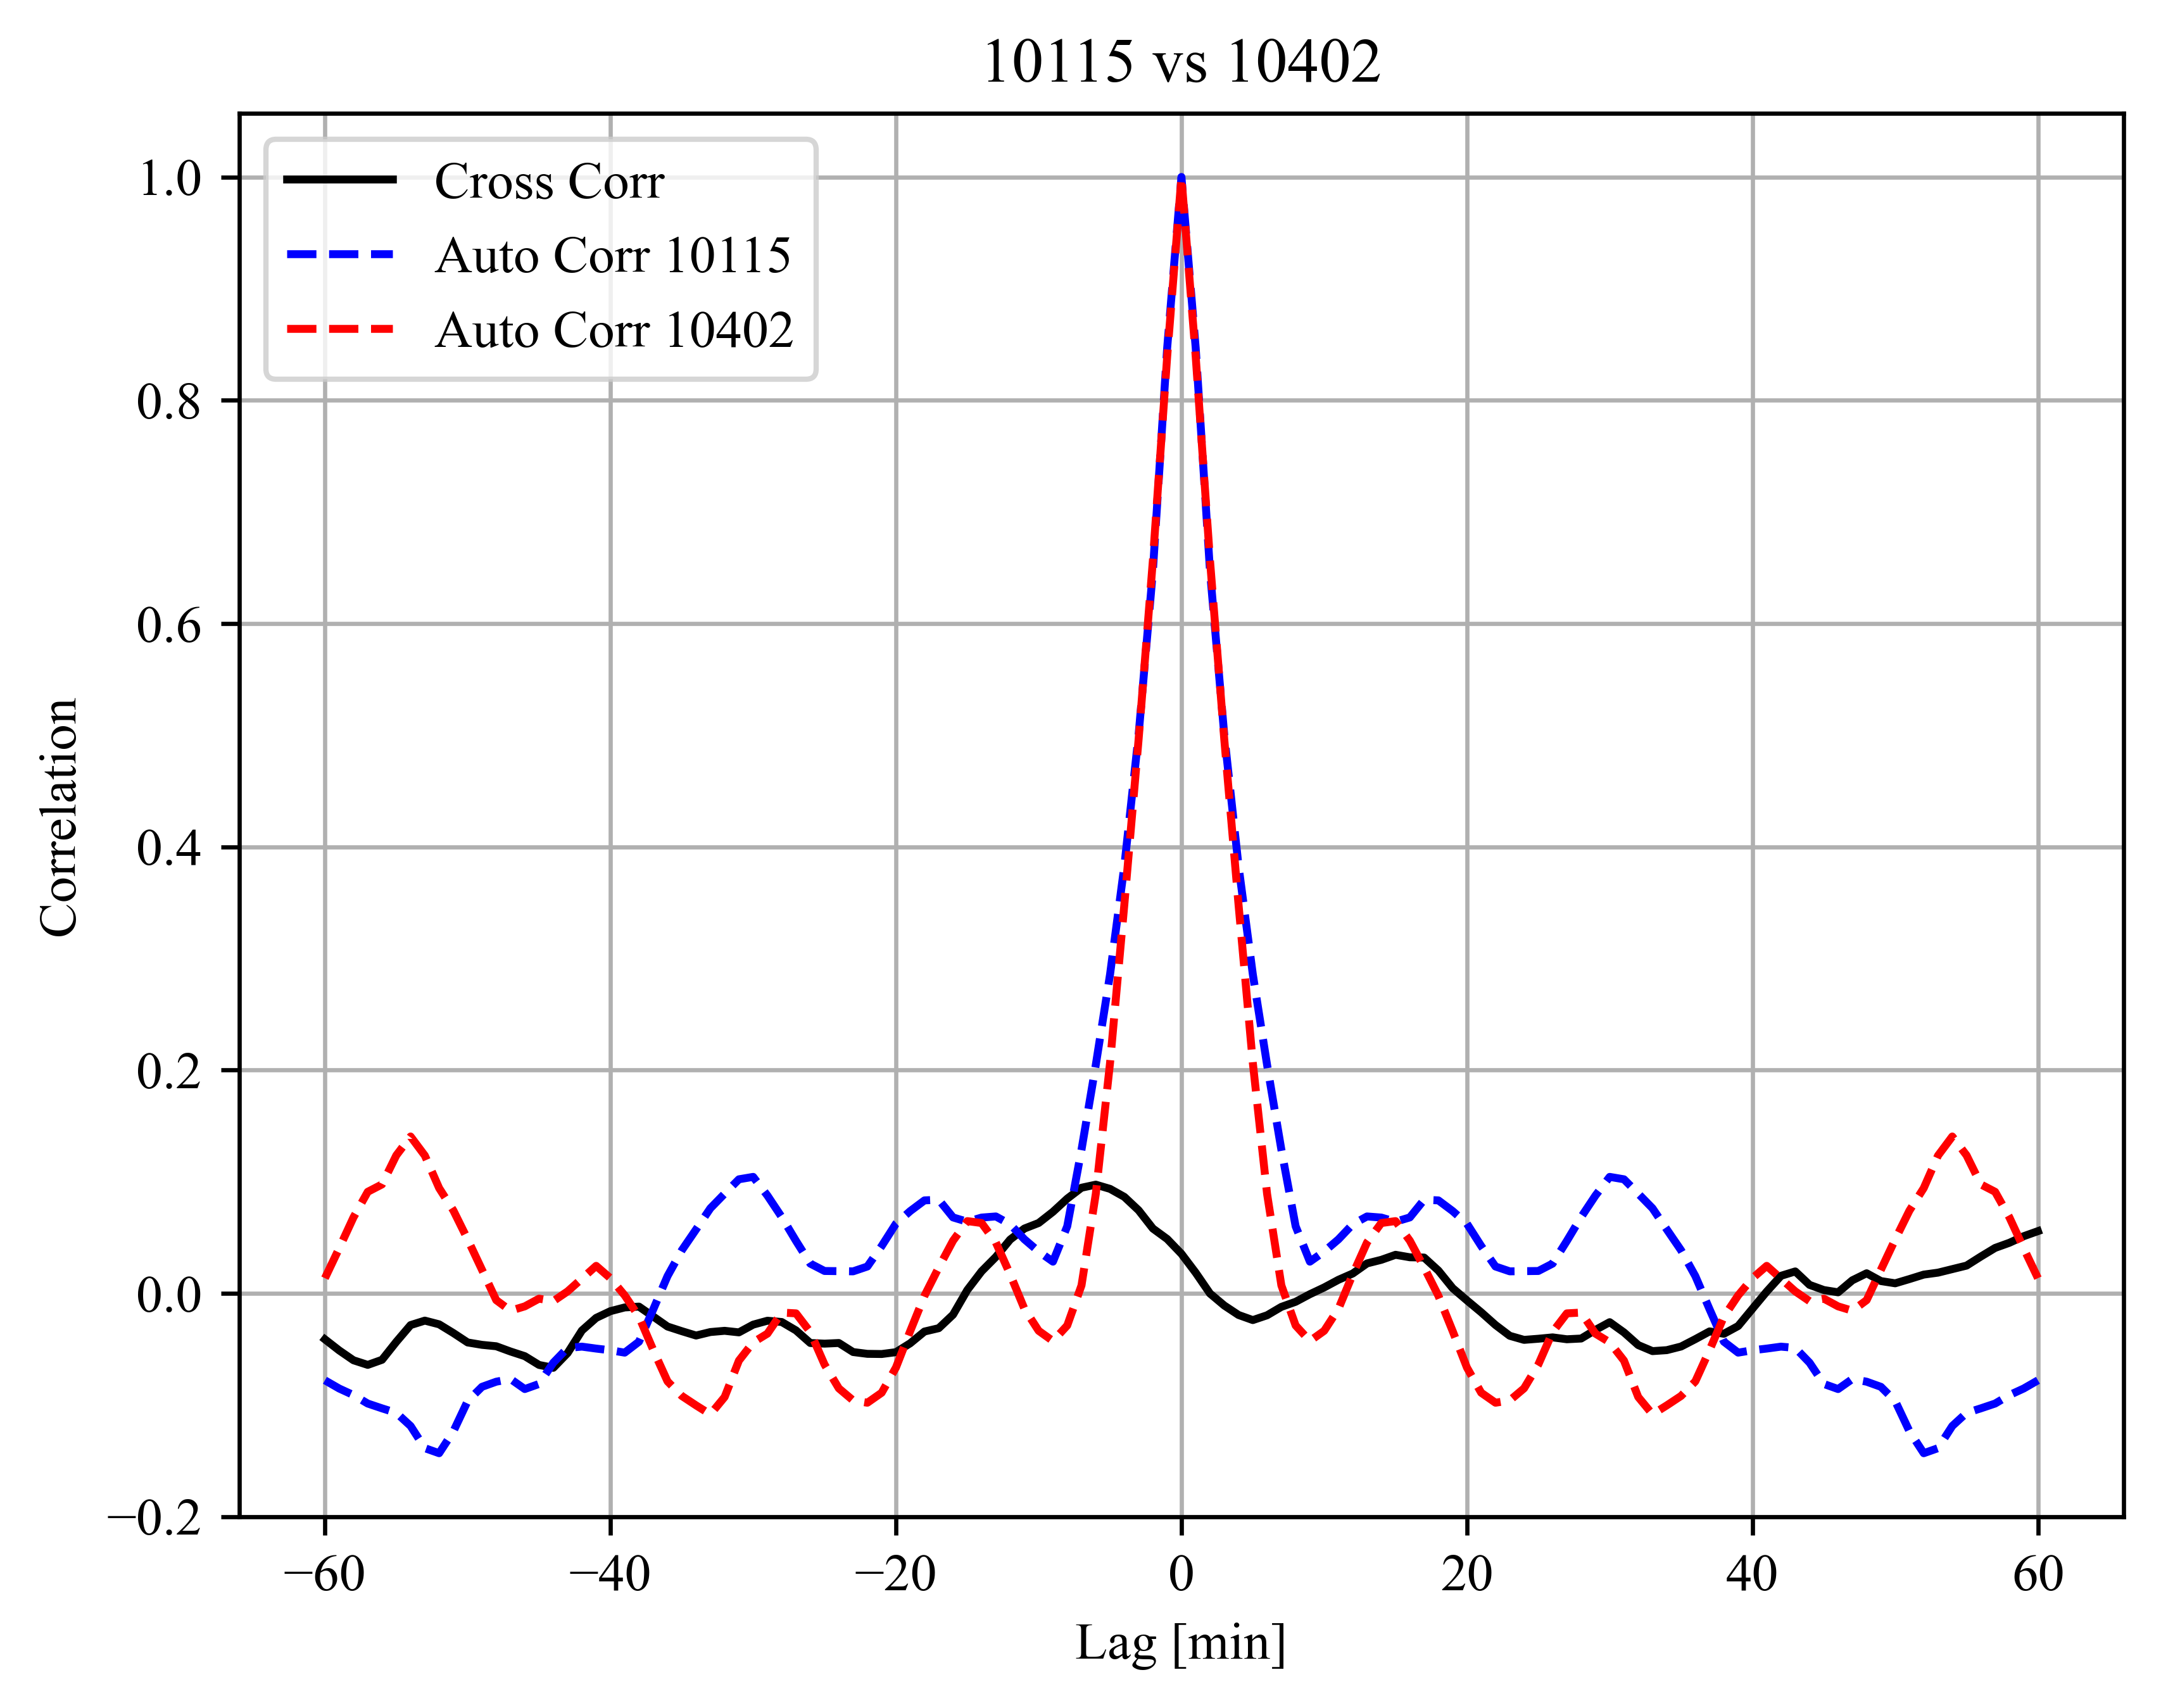 10115 vs 10402
Cross Corr
Auto Corr 10115
Auto Corr 10402
1.0
0.8
0.6
0.4
0.2
0.0
−0.2
Correlation
−60 −40 −20 0 20 40 60
Lag [min]